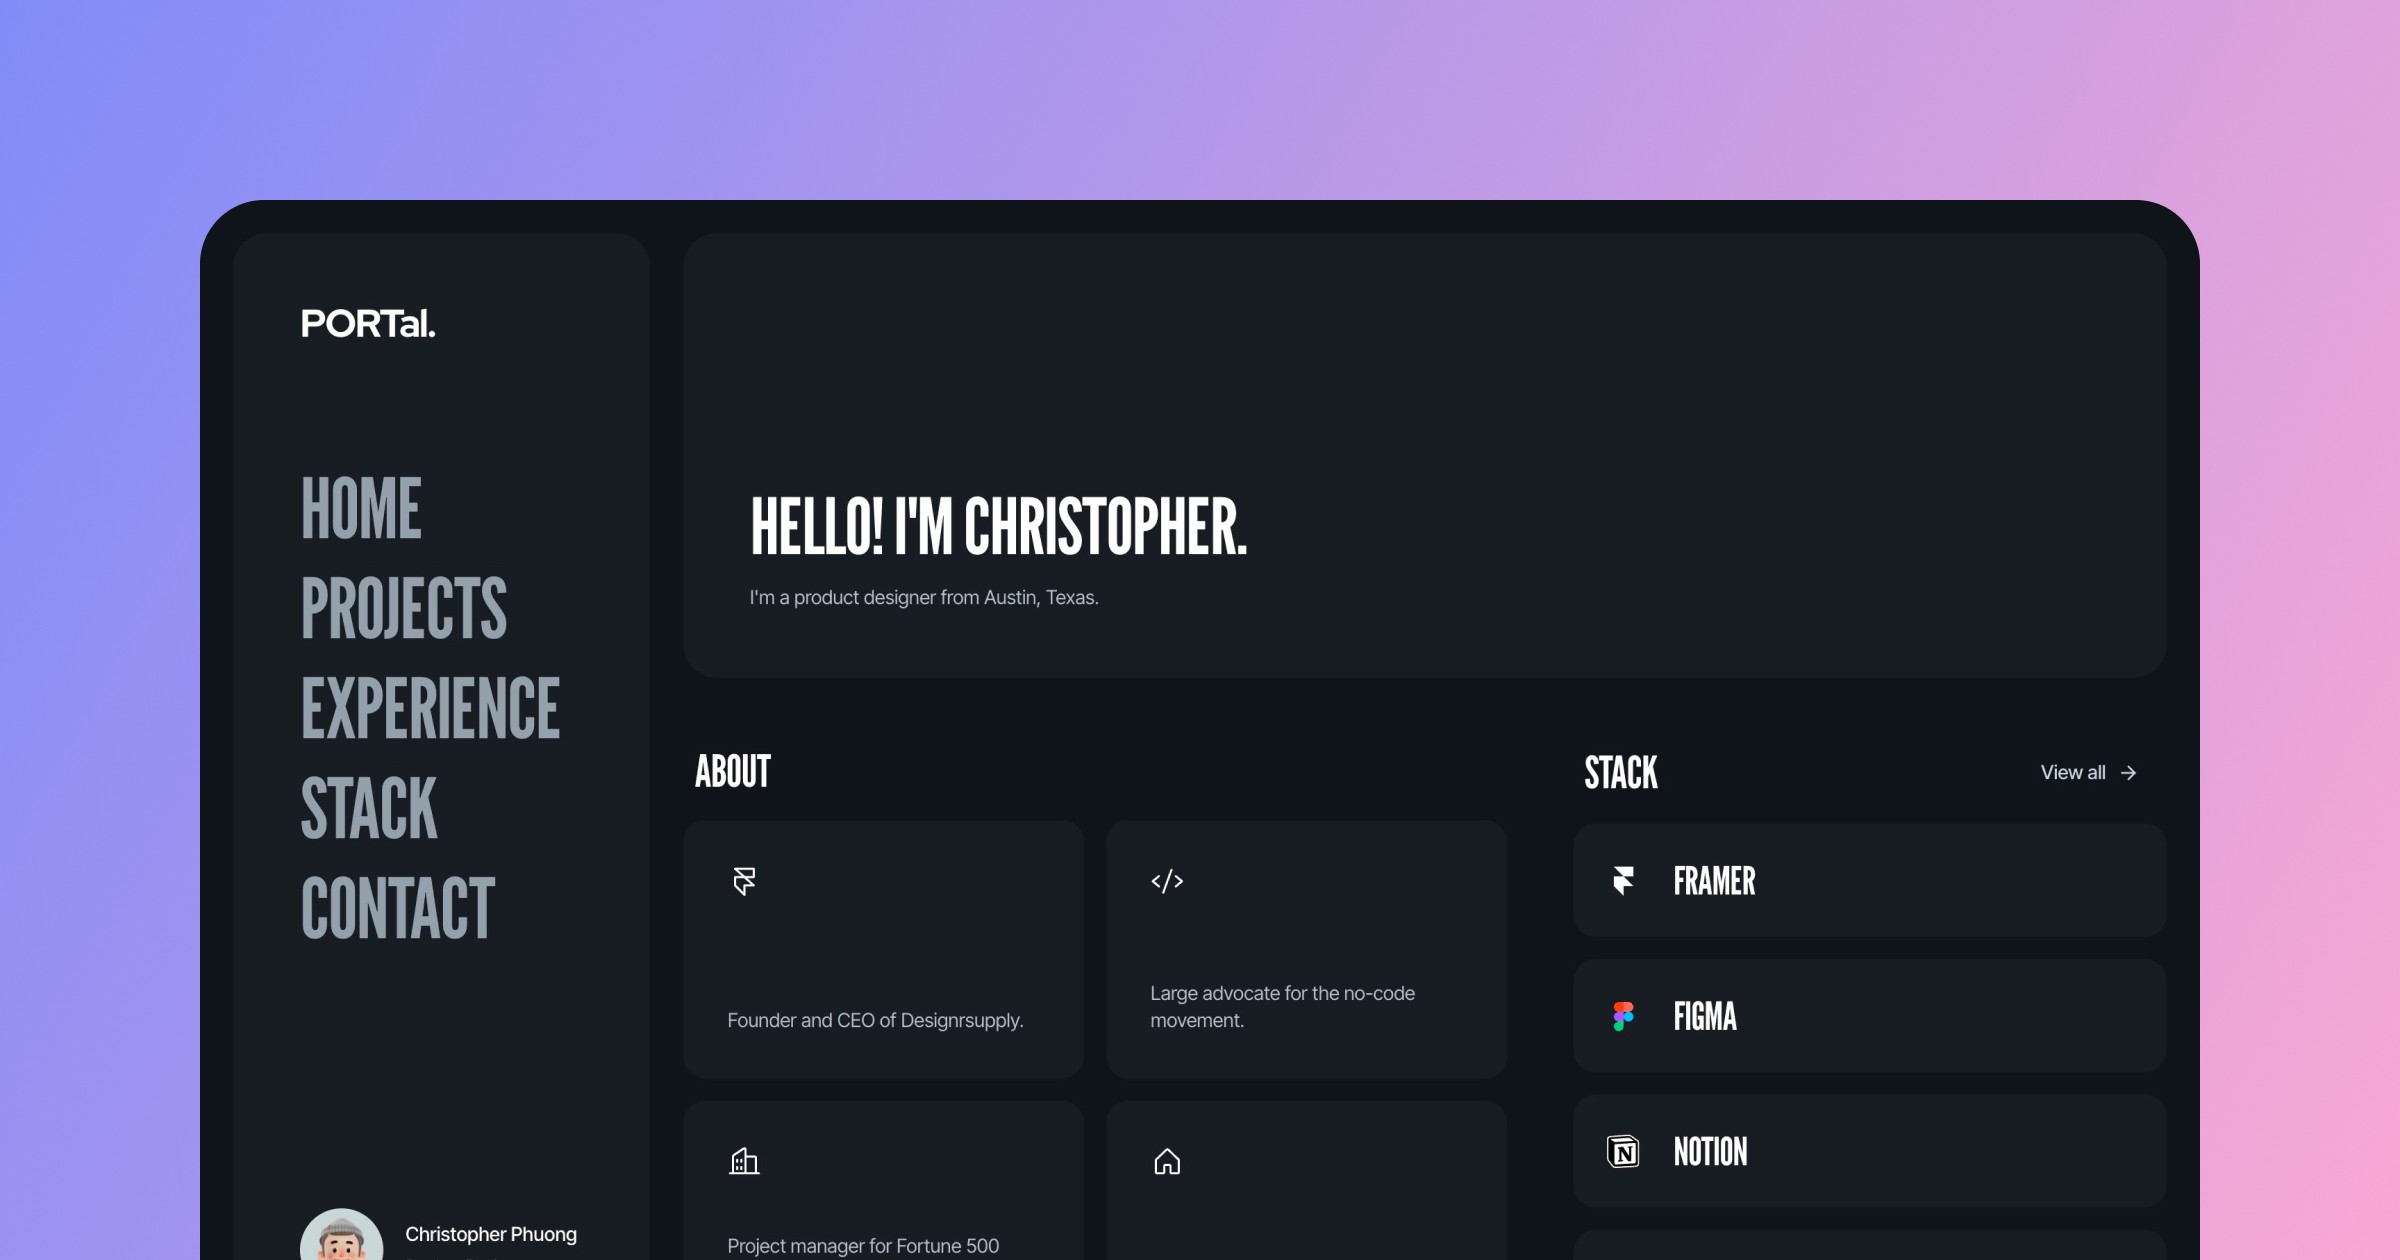 PORTal.
HOME
PROJECTS
EXPERIENCE
STACK
CONTACT
Christopher Phuong
HELLO! I'M CHRISTOPHER.
I'm a product designer from Austin, Texas.
ABOUT
Founder and CEO of Designrsupply.
Large advocate for the no-code
movement.
Project manager for Fortune 500
STACK
View all
FRAMER
FIGMA
NOTION